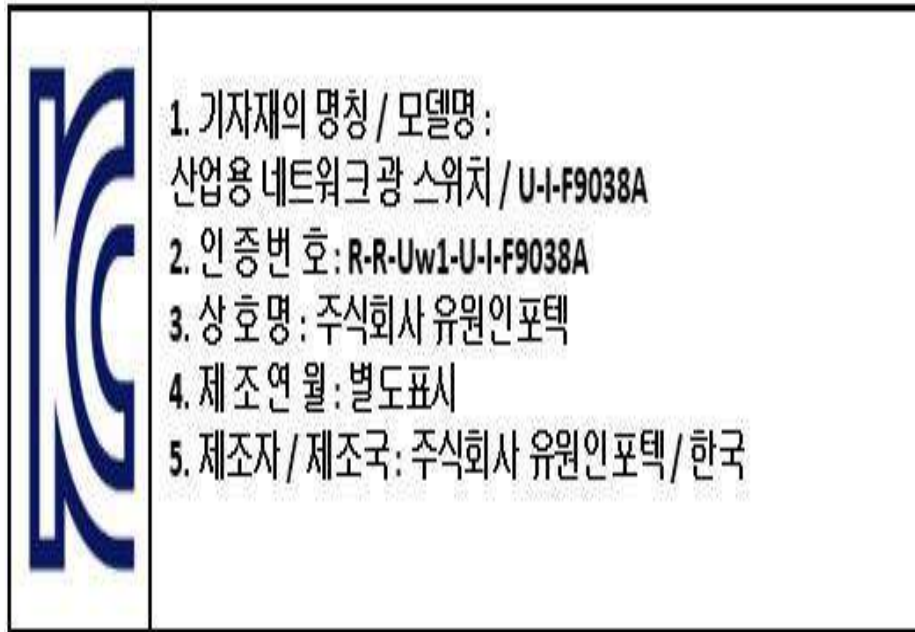 1. 기자재의 명칭 / 모델명 :
산업용 네트워크 광 스위치 / U-I-F9038A
2. 인 증 번 호 : R-R-Uw1-U-I-F9038A
3. 상 호 명 : 주식회사 유원인포텍
4. 제 조 연 월 : 별도표시
5. 제조자 / 제조국 : 주식회사 유원인포텍 / 한국